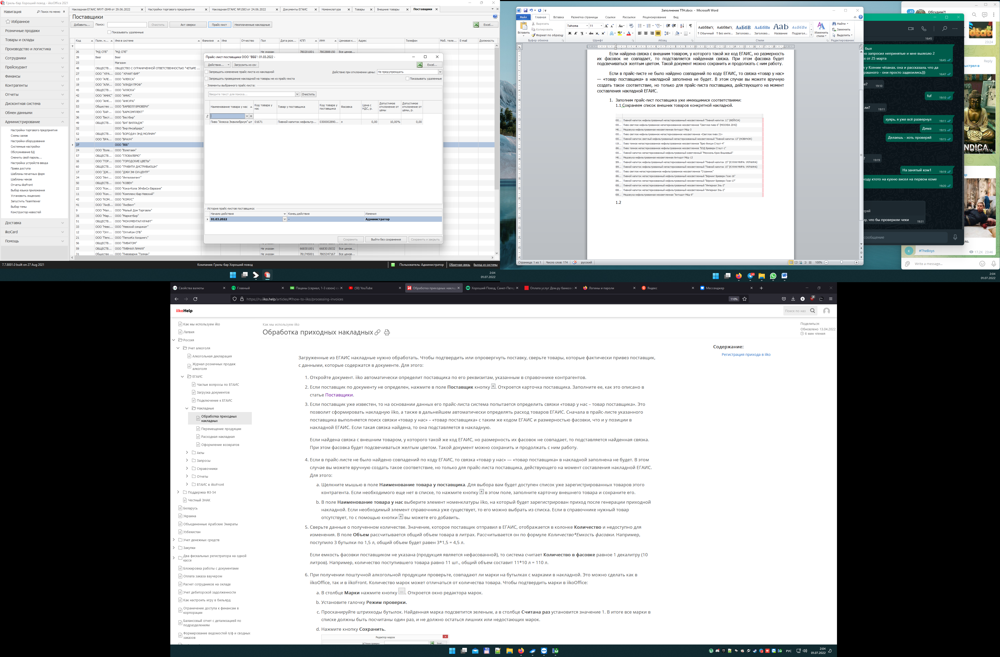 Гриль-бар Хороший повод - iikoOffice 2021
Навигация
Поиск по меню
Избранное
Розничные продажи
Товары и склады
Производство и логистика
Сотрудники
Прейскурант
Финансы
Контрагенты
Отчеты
Дисконтная система
Обмен данными
Администрирование
Настройки торгового предприятия
Схемы залов
Настройки оборудования
Системные настройки
Обслуживание БД
Сменить свой пароль...
Настройка устройств ввода
Права доступа
Шаблоны печатных форм
Шаблоны чеков
Отчеты iikoFront
Выбор языка приложения
Установить лицензию
Запустить TeamViewer
Выбор темы
Конструктор новостей
Доставка
iikoCard
Помощь
Накладная ЕГАИС №УТ-2849 от 29.06.2022
Настройки торгового предприятия
Накладная ЕГАИС №1583 от 24.06.2022
Документы ЕГАИС
Номенклатура
Товары
Внешние товары
Поставщики
Поставщики
Добавить... Поиск: Очистить Акт сверки Прайс-лист Неоплаченные накладные Excel...
Показывать удаленные
Код Полн. н... Имя в системе Фамилия Имя Отчество Пол Дата рож... КПП ИНН Ценовая к... Адрес Телефон Моб. теле... E-mail Должность
26 "МД СПб" "МД СПб" Не указан 780201001 7802888150 Все ценов...
39 Beer Beer
23 Магазин
48 ОБЩЕСТВ... ОБЩЕСТВО С ОГРАНИЧЕННОЙ ОТВЕТСТВЕННОСТЬЮ "ЧЕТЫРЕ ...
27 ООО " КРА... ООО " КРАФТ-БИР"
13 ООО "АЛЕ... ООО "АЛЕКСА"
19 ООО "АЛИ... ООО "АЛИДИ ПРОФ"
45 ОБЩЕСТВ... ООО "АЛЯСКА"
42 ООО "АМИС" ООО "АМИС"
20 ООО "АНК... ООО "АНКУРА"
53 Общество ... ООО "БАРБЕЛЛ БРЮВЕРИ"
44 ООО "БАР... ООО "БАРКОМПЛЕКТ"
36 ООО "Бест... ООО "БестБир"
49 ОБЩЕСТВ... ООО "БИГ ВИЛЛАДЖ"
32 ООО "Бир Инсайдерс"
52 ОБЩЕСТВ... ООО "БОРОДАЧ ЭНД МОЛНИН"
14 ООО "БРА... ООО "БРАУН"
37 ООО "ВББ"
24 ООО "Взле... ООО "Взлетаем"
57 ОБЩЕСТВ... ООО "ГЛОБАЛБРЮ"
16 ООО "ГОР... ООО "ГОРОДСКИЕ ЦВЕТЫ"
60 ОБЩЕСТВ... ООО "ГРАВИТИ ДИСТРИБЬЮШН"
17 ООО "ДЖ... ООО "ДЖИ ЭФ СИ-ЦЕНТР"
34 ООО "Инт... ООО "Интеллигент"
50 ОБЩЕСТВ... ООО "КОВЕН"
22 ООО "Кок... ООО "Кока-Кола ЭйчБиСи Евразия"
11 ООО "Ком... ООО "Комплекс-Бар Невский"
43 ООО "КОМ... ООО "КОМУС"
41 ООО "ЛисВ... ООО "ЛисВент"
9 ООО "Мал... ООО "Малый Дон Торговли"
35 ООО "Мар... ООО "МаркетБир"
51 ОБЩЕСТВ... ООО "МОНУМЕНТАЛ КРАФТ"
33 ООО "Невс... ООО "Невский синдикат"
12 ООО "Опт... ООО "ОптиКом СПБ"
21 ООО "Пепс... ООО "ПепсиКо Холдингс"
56 ОБЩЕСТВ... ООО "ПИВАТОМ"
59 ООО "ПИВНАЯ ЛИНИЯ" Не указан 668301001 6683015032 Все ценов...
31 Общество ... ООО "Пивоварня "Тулман" Не указан 781745001 7805347167 Все ценов...
Прайс-лист поставщика ООО "ВББ": 01.03.2022 -
Действия... Загрузить из csv Excel...
Запрещать изменение прайс-листа из накладной Действие при отклонении цены: Не предупреждать
Запрещать проведение накладной на товары не из прайс-листа Показывать удаленные
Элементы выбранного прайс-листа:
Введите текст для поиска... Очистить
Наименование товара у нас Код товара у нас Товар у поставщика Код товара у поставщика Фасовка Цена с НДС, р. Допустимое отклонение от цены Допустимое отклонение от цены, р.
Пиво "Аляска Эквилибриун" шт 01671 Пивной напиток нефильтр... 0300002890... л 0,00 10,00% 0,00
История прайс-листов поставщика:
Начало действия Конец действия Изменил
01.03.2022 - Администратор
Сохранить Выйти без сохранения Сохранить и закрыть
7.7.8001.0 built on 27 Aug 2021 Компания: Гриль-бар Хороший повод Пользователь: Администратор Обратная связь Выход из системы
2:04
01.07.2022
Заполнение ТТН.docx - Microsoft Word
Файл Главная Вставка Разметка страницы Ссылки Рассылки Рецензирование Вид
Вставить
Вырезать
Копировать
Формат по образцу
Буфер обмена
Tahoma 11
Шрифт
Абзац
АаБбВвГг, АаБбВвГг, АаБбВ АаБбВв АаБбВв АаБ АаБбВв
¶ Обычный ¶ Без инте... Заголово... Заголово... Заголово... Название Подзагол...
Стили
Изменить стили
Найти
Заменить
Выделить
Редактирование
Если найдена связка с внешним товаром, у которого такой же код ЕГАИС, но размерность
их фасовок не совпадает, то подставляется найденная связка. При этом фасовка будет
подсвечиваться желтым цветом. Такой документ можно сохранить и продолжать с ним работу.
Если в прайс-листе не было найдено совпадений по коду ЕГАИС, то связка «товар у нас»
— «товар поставщика» в накладной заполнена не будет. В этом случае вы можете вручную
создать такое соответствие, но только для прайс-листа поставщика, действующего на момент
составления накладной ЕГАИС.
1. Заполним прайс-лист поставщика уже имеющимися соответствиями:
1.1 Сохраняем список внешних товаров конкретной накладной.
Пивной напиток нефильтрованный непастеризованный неосветленный "Пивной напиток 11" (ФЕЙХОА)
Пиво светлое нефильтрованное непатеризованное неосветленное "Светлое пиво 6" (МОСКВА 2042)
Медовуха нефильтрованная неосветленная Антидот Мёд-3
Пиво светлое нефильтрованное непастеризованное неосветленное «Светлое пиво 21»
Пивной напиток светлый нефильтрованный непастеризованный неосветленный "Пивной напиток 13" (НОВИЧОК)
Пиво темное непастеризованное нефильтрованное неосветленное "Брю Фикшн Стаут-4"
Пиво темное непастеризованное нефильтрованное неосветленное "БЭД Бревери Стаут-1"
Пивной напиток непастеризованный нефильтрованный осветленный "Мюнхель Крик Вишневый"
Медовуха нефильтрованная неосветленная Антидот Мёд-13
Пивной напиток нефильтрованный непастеризованный неосветленный "Пивной напиток 15" (КУХНИ МИРА: УКРАИНА)
Пивной напиток нефильтрованный непастеризованный неосветленный "Пивной напиток 15" (КУХНИ МИРА: УКРАИНА)
Пиво светлое непастеризованное нефильтрованное неосветленное "Странник"
Пивной напиток непастеризованный нефильтрованный неосветленный "Бёрнинг Бревери Гозе-16"
Пивной напиток непастеризованный нефильтрованный неосветленный "Бёрнинг Бревери Гозе-17"
Пивной напиток непастеризованный нефильтрованный неосветленный "Империал Эль-3"
Пивной напиток непастеризованный нефильтрованный неосветленный "Империал Эль-2"
Медовуха нефильтрованная неосветленная "Антидот Мёд-9"
1.2
Страница: 1 из 1 Число слов: 174 русский 100%
Обсудим?!
16:45
был
но запросил непринятые и мне вылезло 2
х от 25 марта
16:45
л у Ксении чёзанах, она и рассказала, что да
рашного - они просто задвоились)))
16:47
е?
19:10
fuf
19:10
ли?
19:11
хуярь, я уже всё развернул
19:11
Дима
19:15
Делаешь - хоть проверяй
19:15
?
19:19
На занятый ком1
19:19
коду ктото на кухню висел на первом коме
19:20
ряй
у, что бы проверили чеки
19:31
сообщение
23:24
Reply
ыстрел в
NDICA
2421 10:15
ар
ло.
#TheBoys
17.2K 23:46
Write a message...
2:04
01.07.2022
Свойства валюты
Главный
Пацаны (сериал, 1-3 сезон) с
(58) YouTube
Обработка приходных наклад
Хороший Повод, Санкт-Петер
Оплата услуг Дом.ру банковс
Логины и пароли
Яндекс
Мессенджер
https://ru.iiko.help/articles/#!how-to-iiko/processing-invoices
110%
iikoHelp
Поиск по наз
Как мы используем iiko
Латвия
Россия
Учет алкоголя
Алкогольная декларация
Журнал розничных продаж
алкоголя
ЕГАИС
Частые вопросы по ЕГАИС
Загрузка документов
Подключение к ЕГАИС
Накладные
Обработка приходных
накладных
Перемещение продукции
Расходная накладная
Оформление возвратов
Акты
Запросы
Справочники
Отчеты
ЕГАИС в iikoFront
Поддержка ФЗ-54
Честный ЗНАК
Беларусь
Украина
Объединенные Арабские Эмираты
Узбекистан
Учет денежных средств
Закупки
Два фискальных регистратора на одной
кассе
Блокировка работы с документами
Оплата заказа ваучером
Расчет сотрудников на окладе
Учет дебиторской задолженности
Как настроить игру в бильярд
Ограничение доступа к финансам в
корпорации
Балансовый отчет с детализацией по
подразделениям
Формирование ведомостей п/ф и сводных
заказов
Как мы используем iiko
Обработка приходных накладных
Поделиться:
Обновлено 13.04.2022
6 мин чтения
Содержание:
Регистрация прихода в iiko
Загруженные из ЕГАИС накладные нужно обработать. Чтобы подтвердить или опровергнуть поставку, сверьте товары, которые фактически привез поставщик,
с данными, которые содержатся в документе. Для этого:
1. Откройте документ. iiko автоматически определит поставщика по его реквизитам, указанным в справочнике контрагентов.
2. Если поставщик по документу не определен, нажмите в поле Поставщик кнопку +. Откроется карточка поставщика. Заполните ее, как это описано в
статье Поставщики.
3. Если поставщик уже известен, то на основании данных его прайс-листа система попытается определить связки «товар у нас – товар поставщика». Это
позволит сформировать накладную iiko, а также в дальнейшем автоматически определять расход товаров ЕГАИС. Сначала в прайс-листе указанного
поставщика выполняется поиск связки «товар у нас» – «товар поставщика» с таким же кодом ЕГАИС и размерностью фасовки, что и у позиции в
накладной ЕГАИС. Если такая связка найдена, то она подставляется в накладную.
Если найдена связка с внешним товаром, у которого такой же код ЕГАИС, но размерность их фасовок не совпадает, то подставляется найденная связка.
При этом фасовка будет подсвечиваться желтым цветом. Такой документ можно сохранить и продолжать с ним работу.
4. Если в прайс-листе не было найдено совпадений по коду ЕГАИС, то связка «товар у нас» — «товар поставщика» в накладной заполнена не будет. В этом
случае вы можете вручную создать такое соответствие, но только для прайс-листа поставщика, действующего на момент составления накладной ЕГАИС.
Для этого:
a. Щелкните мышью в поле Наименование товара у поставщика. Для выбора вам будет доступен список уже зарегистрированных товаров этого
контрагента. Если необходимого еще нет в списке, то нажмите кнопку + в этом поле, заполните карточку внешнего товара и сохраните его.
b. В поле Наименование товара у нас выберите элемент номенклатуры iiko, на который будет зарегистрирован приход после генерации приходной
накладной. Если необходимый элемент справочника уже существует, то его можно выбрать из списка. Если в справочнике нужный товар
отсутствует, то с помощью кнопки + вы можете его добавить.
5. Сверьте данные о полученном количестве. Значение, которое поставщик отправил в ЕГАИС, отображается в колонке Количество и недоступно для
изменения. В поле Объем рассчитывается общий объем товара в литрах. Рассчитывается он по формуле Количество*Емкость фасовки. Например,
поступило 3 бутылки по 1,5 л, общий объем будет равен 3*1,5 = 4,5 л.
Если емкость фасовки поставщиком не указана (продукция является нефасованной), то система считает Количество в фасовке равное 1 декалитру (10
литров). Например, количество поступившего товара равно 11 шт., общий объем составит 11*10 л = 110 л.
6. При получении поштучной алкогольной продукции проверьте, совпадают ли марки на бутылках с марками в накладной. Это можно сделать как в
iikoOffice, так и в iikoFront. Количество марок может отличаться от количества товара. Чтобы подтвердить марки в iikoOffice:
a. В столбце Марки нажмите кнопку .... Откроется окно редактора марок.
b. Установите галочку Режим проверки.
c. Просканируйте штрихкоды бутылок. Найденная марка подсветится зеленым, а в столбце Считана раз установится значение 1. В итоге все марки в
списке должны быть посчитаны один раз, и не должно остаться лишних или недостающих марок.
d. Нажмите кнопку Сохранить.
Редактор марок
Режим проверки Excel...
РУС
2:04
01.07.2022